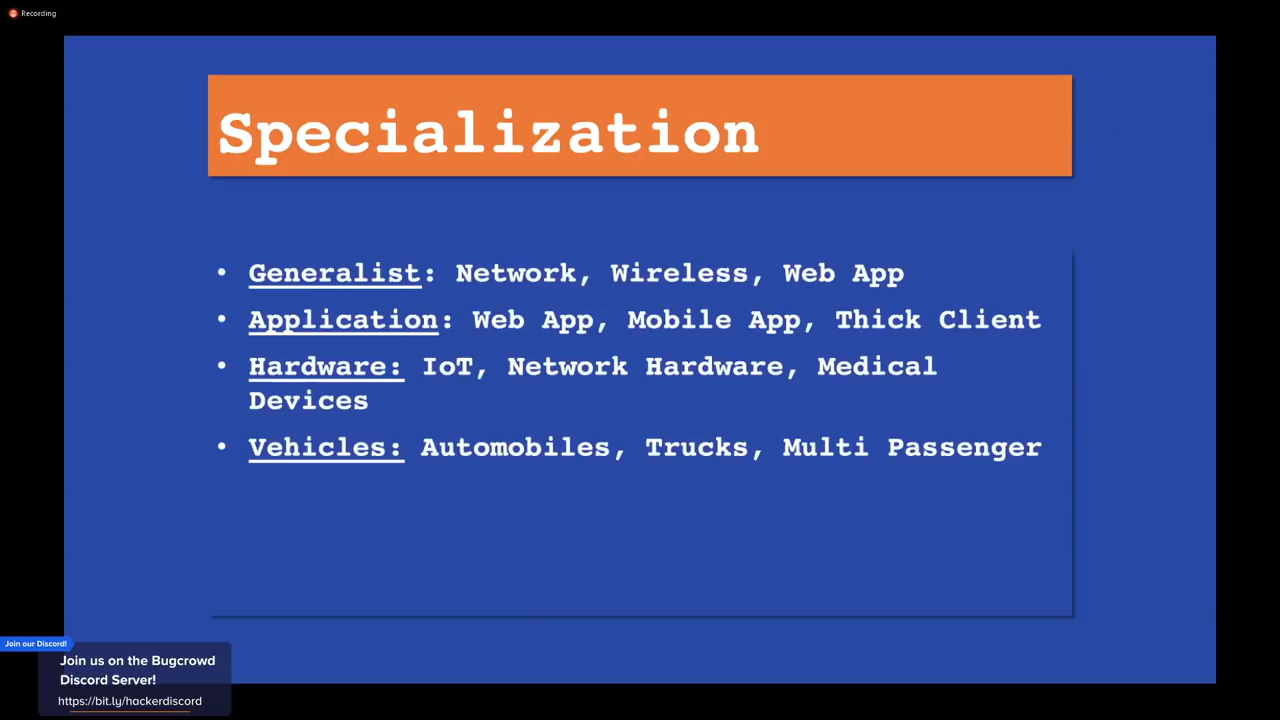 Recording
Specialization
• Generalist: Network, Wireless, Web App
• Application: Web App, Mobile App, Thick Client
• Hardware: IoT, Network Hardware, Medical
Devices
• Vehicles: Automobiles, Trucks, Multi Passenger
Join our Discord!
Join us on the Bugcrowd
Discord Server!
https://bit.ly/hackerdiscord